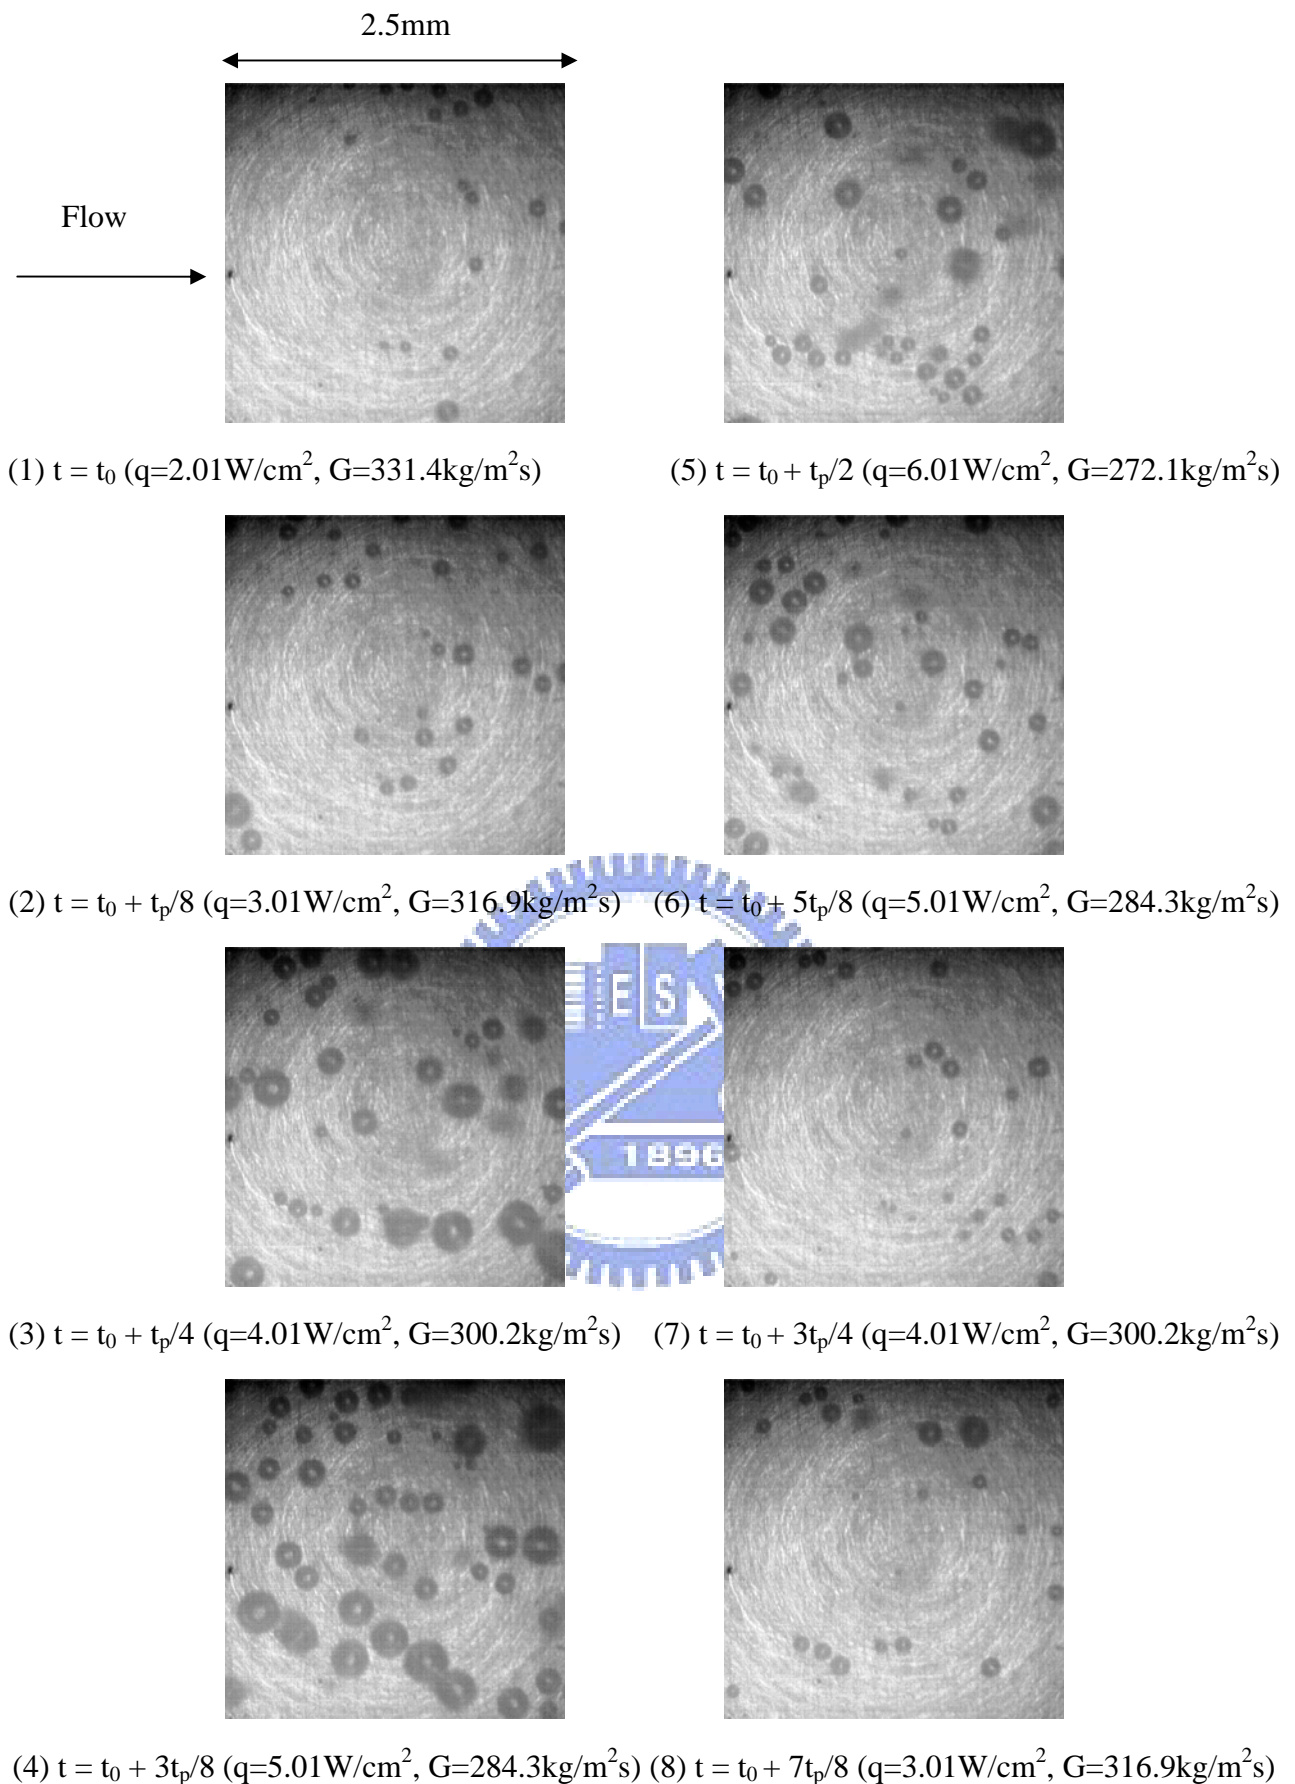 2.5mm
Flow
(1) t = t₀ (q=2.01W/cm², G=331.4kg/m²s)
(5) t = t₀ + tₚ/2 (q=6.01W/cm², G=272.1kg/m²s)
(2) t = t₀ + tₚ/8 (q=3.01W/cm², G=316.9kg/m²s)
(6) t = t₀ + 5tₚ/8 (q=5.01W/cm², G=284.3kg/m²s)
ES
1896
(3) t = t₀ + tₚ/4 (q=4.01W/cm², G=300.2kg/m²s)
(7) t = t₀ + 3tₚ/4 (q=4.01W/cm², G=300.2kg/m²s)
(4) t = t₀ + 3tₚ/8 (q=5.01W/cm², G=284.3kg/m²s)
(8) t = t₀ + 7tₚ/8 (q=3.01W/cm², G=316.9kg/m²s)